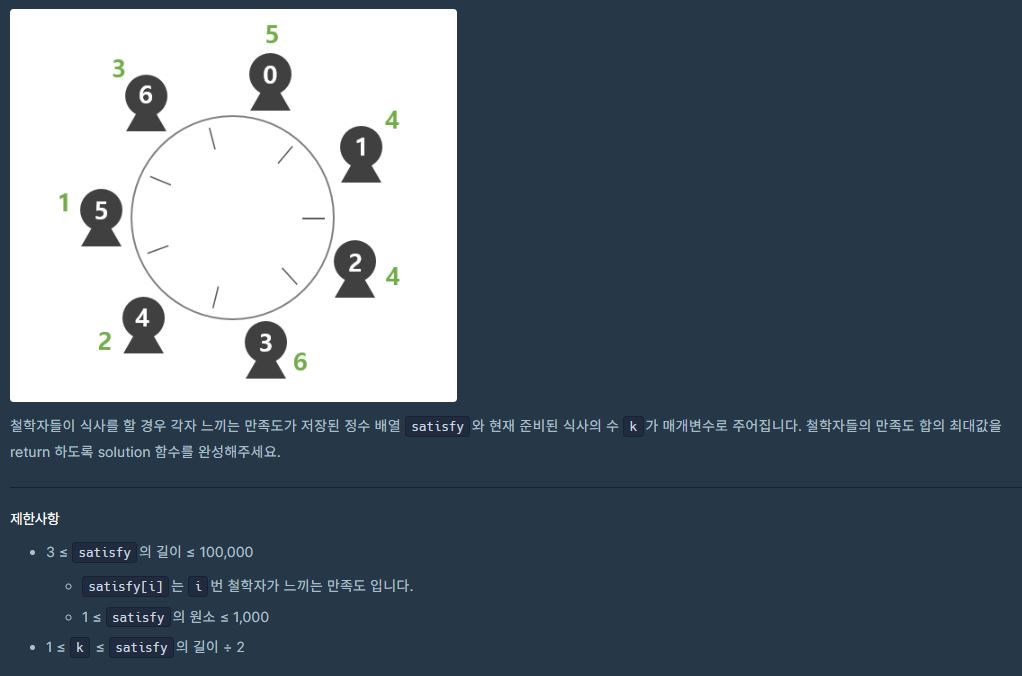 5
3
6
0
4
1
1
5
2
4
4
2
3
6
철학자들이 식사를 할 경우 각자 느끼는 만족도가 저장된 정수 배열 satisfy 와 현재 준비된 식사의 수 k 가 매개변수로 주어집니다. 철학자들의 만족도 합의 최대값을
return 하도록 solution 함수를 완성해주세요.
제한사항
• 3 ≤ satisfy 의 길이 ≤ 100,000
◦ satisfy[i] 는 i 번 철학자가 느끼는 만족도 입니다.
◦ 1 ≤ satisfy 의 원소 ≤ 1,000
• 1 ≤ k ≤ satisfy 의 길이 ÷ 2